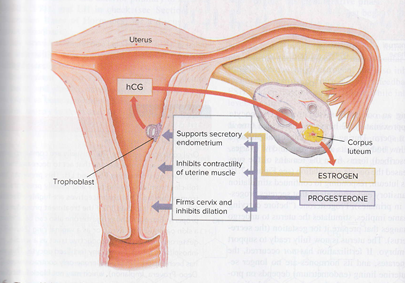 Uterus
hCG
Supports secretory
endometrium
Corpus
luteum
Trophoblast
Inhibits contractility
of uterine muscle
ESTROGEN
PROGESTERONE
Firms cervix and
inhibits dilation